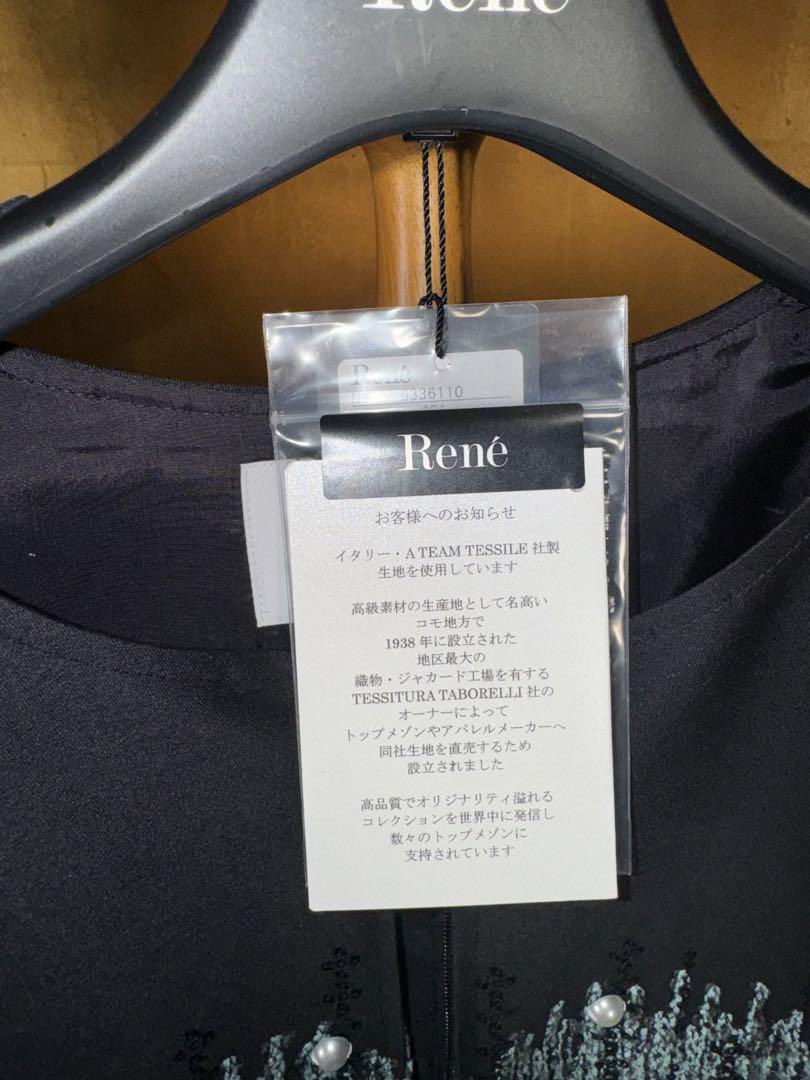 René
René
6336110
René
お客様へのお知らせ
イタリー・A TEAM TESSILE 社製
生地を使用しています
高級素材の生産地として名高い
コモ地方で
1938 年に設立された
地区最大の
織物・ジャカード工場を有する
TESSITURA TABORELLI 社の
オーナーによって
トップメゾンやアパレルメーカーへ
同社生地を直売するため
設立されました
高品質でオリジナリティ溢れる
コレクションを世界中に発信し
数々のトップメゾンに
支持されています